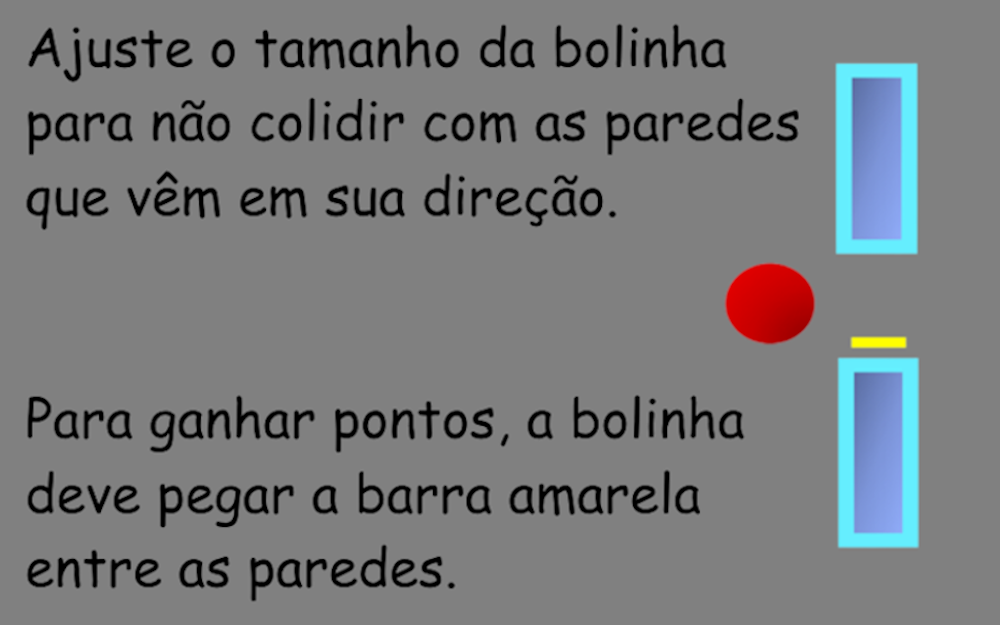 Ajuste o tamanho da bolinha
para não colidir com as paredes
que vêm em sua direção.
Para ganhar pontos, a bolinha
deve pegar a barra amarela
entre as paredes.